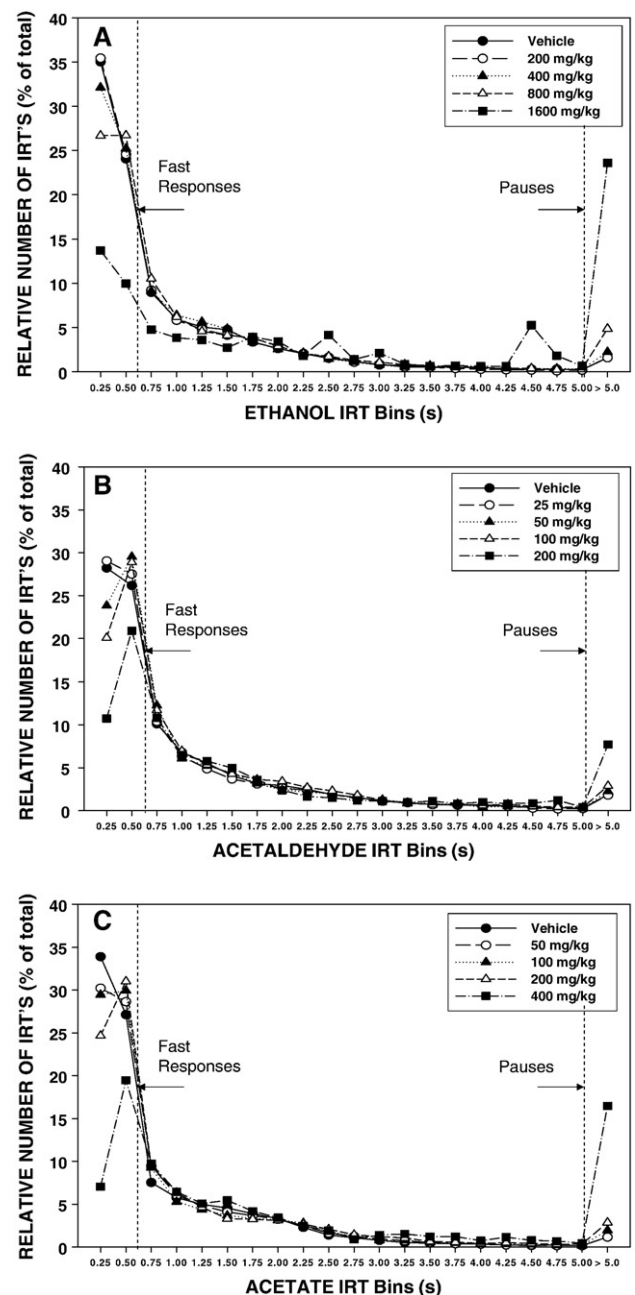 A
RELATIVE NUMBER OF IRT'S (% of total)
40
35
30
25
20
15
10
5
0
Vehicle
200 mg/kg
400 mg/kg
800 mg/kg
1600 mg/kg
Fast
Responses
Pauses
0.25 0.50 0.75 1.00 1.25 1.50 1.75 2.00 2.25 2.50 2.75 3.00 3.25 3.50 3.75 4.00 4.25 4.50 4.75 5.00 > 5.0
ETHANOL IRT Bins (s)
B
RELATIVE NUMBER OF IRT'S (% of total)
40
35
30
25
20
15
10
5
0
Vehicle
25 mg/kg
50 mg/kg
100 mg/kg
200 mg/kg
Fast
Responses
Pauses
0.25 0.50 0.75 1.00 1.25 1.50 1.75 2.00 2.25 2.50 2.75 3.00 3.25 3.50 3.75 4.00 4.25 4.50 4.75 5.00 > 5.0
ACETALDEHYDE IRT Bins (s)
C
RELATIVE NUMBER OF IRT'S (% of total)
40
35
30
25
20
15
10
5
0
Vehicle
50 mg/kg
100 mg/kg
200 mg/kg
400 mg/kg
Fast
Responses
Pauses
0.25 0.50 0.75 1.00 1.25 1.50 1.75 2.00 2.25 2.50 2.75 3.00 3.25 3.50 3.75 4.00 4.25 4.50 4.75 5.00 > 5.0
ACETATE IRT Bins (s)